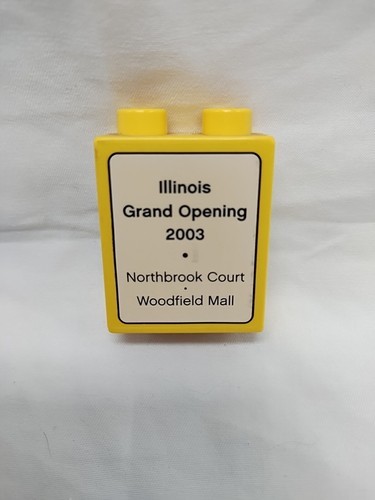 Illinois
Grand Opening
2003
•
Northbrook Court
•
Woodfield Mall